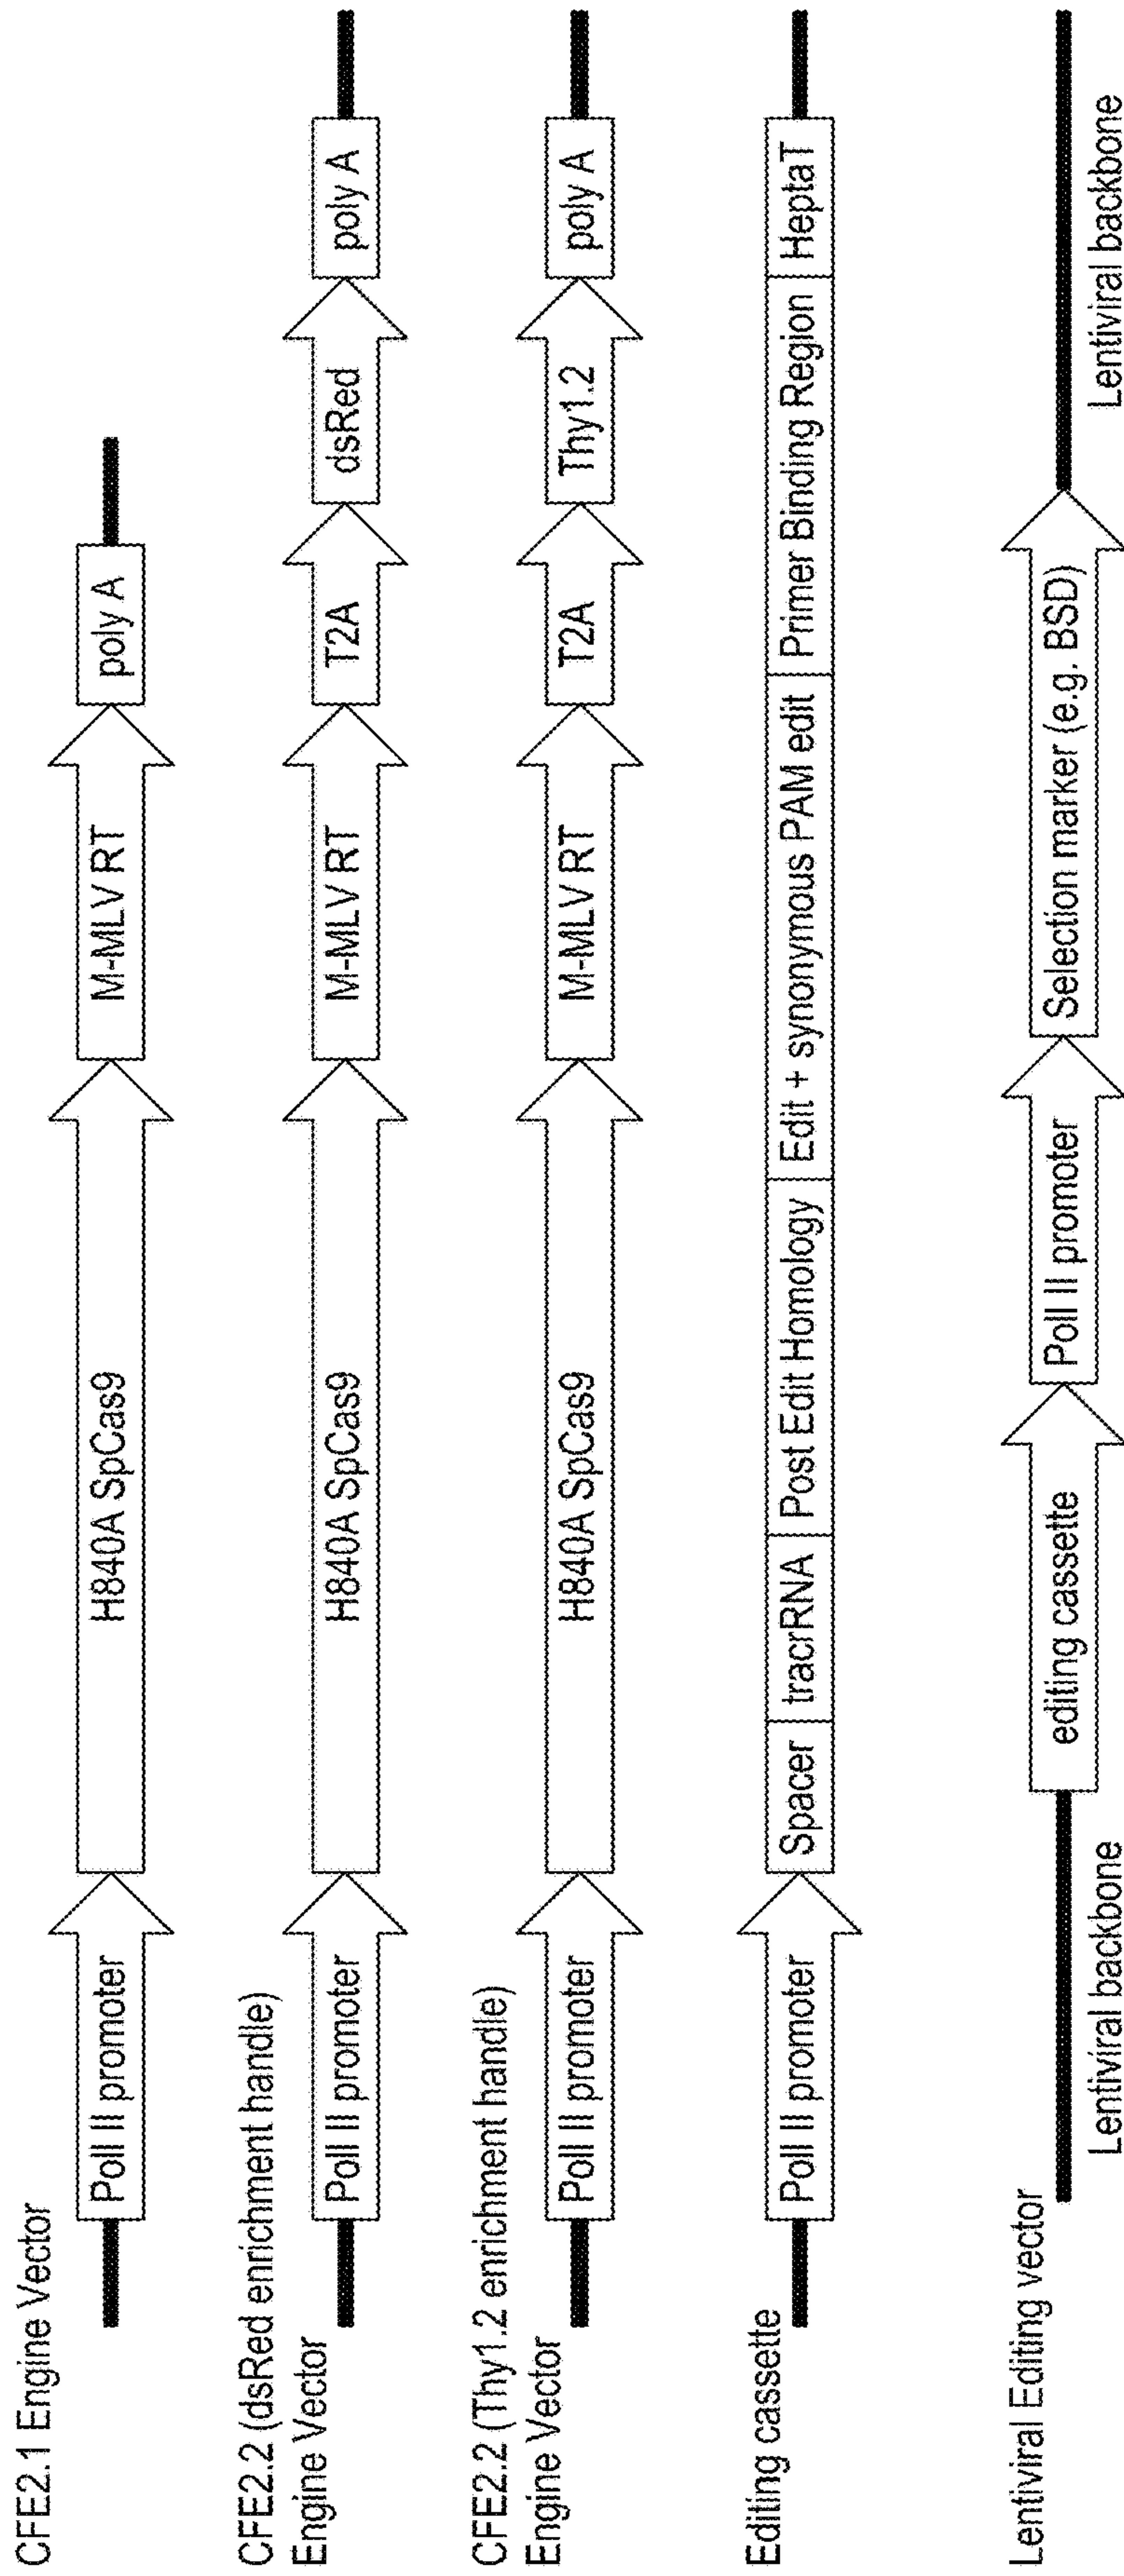 CFE2.1 Engine Vector
Poll II promoter
H840A SpCas9
M-MLV RT
poly A
CFE2.2 (dsRed enrichment handle)
Engine Vector
Poll II promoter
H840A SpCas9
M-MLV RT
T2A
dsRed
poly A
CFE2.2 (Thy1.2 enrichment handle)
Engine Vector
Poll II promoter
H840A SpCas9
M-MLV RT
T2A
Thy1.2
poly A
Editing cassette
Poll II promoter
Spacer
tracrRNA
Post Edit Homology
Edit + synonymous PAM edit
Primer Binding Region
HeptaT
Lentiviral Editing vector
editing cassette
Poll II promoter
Selection marker (e.g. BSD)
Lentiviral backbone
Lentiviral backbone